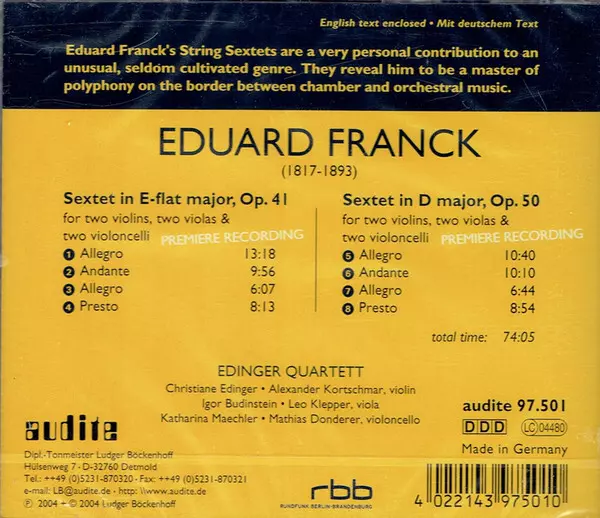 English text enclosed • Mit deutschem Text
Eduard Franck's String Sextets are a very personal contribution to an
unusual, seldom cultivated genre. They reveal him to be a master of
polyphony on the border between chamber and orchestral music.
EDUARD FRANCK
(1817-1893)
Sextet in E-flat major, Op. 41
for two violins, two violas &
two violoncelli PREMIERE RECORDING
1 Allegro 13:18
2 Andante 9:56
3 Allegro 6:07
4 Presto 8:13
Sextet in D major, Op. 50
for two violins, two violas &
two violoncelli PREMIERE RECORDING
5 Allegro 10:40
6 Andante 10:10
7 Allegro 6:44
8 Presto 8:54
total time: 74:05
EDINGER QUARTETT
Christiane Edinger • Alexander Kortschmar, violin
Igor Budinstein • Leo Klepper, viola
Katharina Maechler • Mathias Donderer, violoncello
audite
Dipl.-Tonmeister Ludger Böckenhoff
Hülsenweg 7 • D-32760 Detmold
Tel.: ++49 (0)5231-870320 • Fax: ++49 (0)5231-870321
e-mail: LB@audite.de • http: \\www.audite.de
℗ 2004 + © 2004 Ludger Böckenhoff
rbb
RUNDFUNK BERLIN-BRANDENBURG
audite 97.501
DDD LC 04480
Made in Germany
4 022143 975010